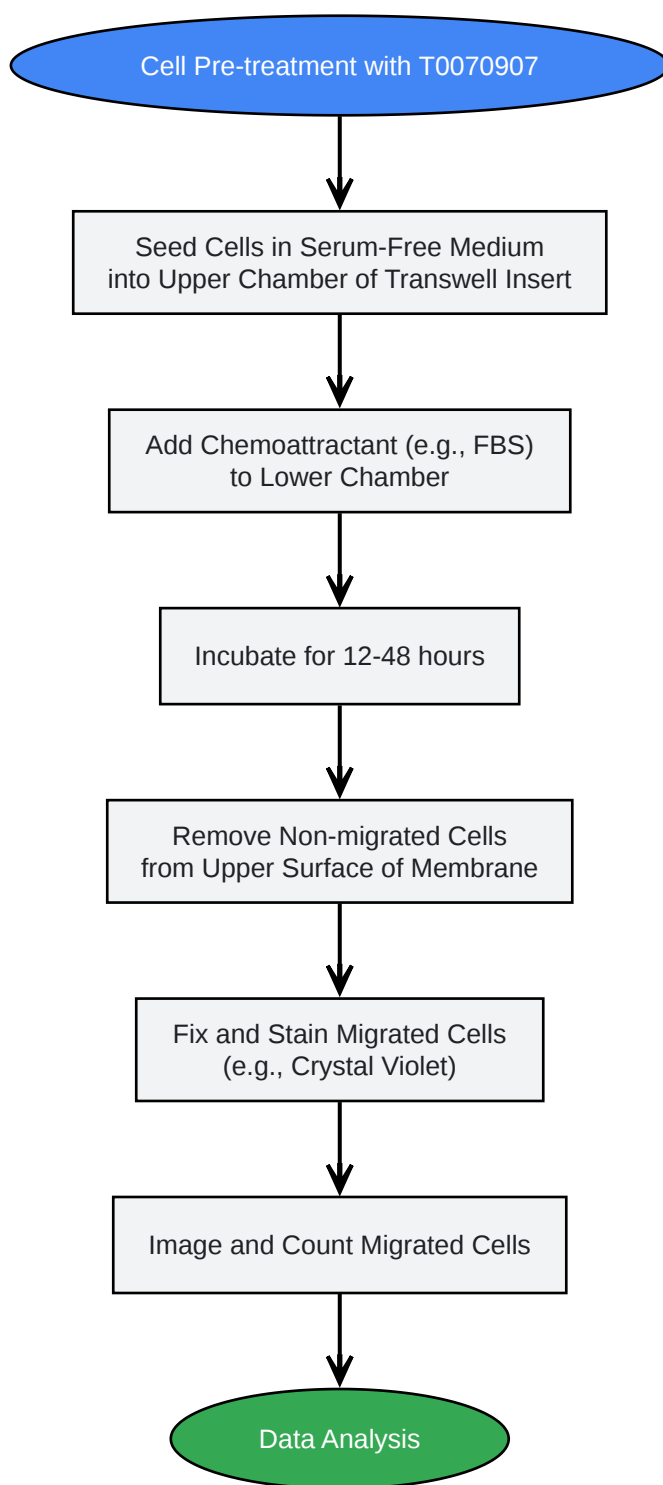 Cell Pre-treatment with T0070907
Seed Cells in Serum-Free Medium
into Upper Chamber of Transwell Insert
Add Chemoattractant (e.g., FBS)
to Lower Chamber
Incubate for 12-48 hours
Remove Non-migrated Cells
from Upper Surface of Membrane
Fix and Stain Migrated Cells
(e.g., Crystal Violet)
Image and Count Migrated Cells
Data Analysis